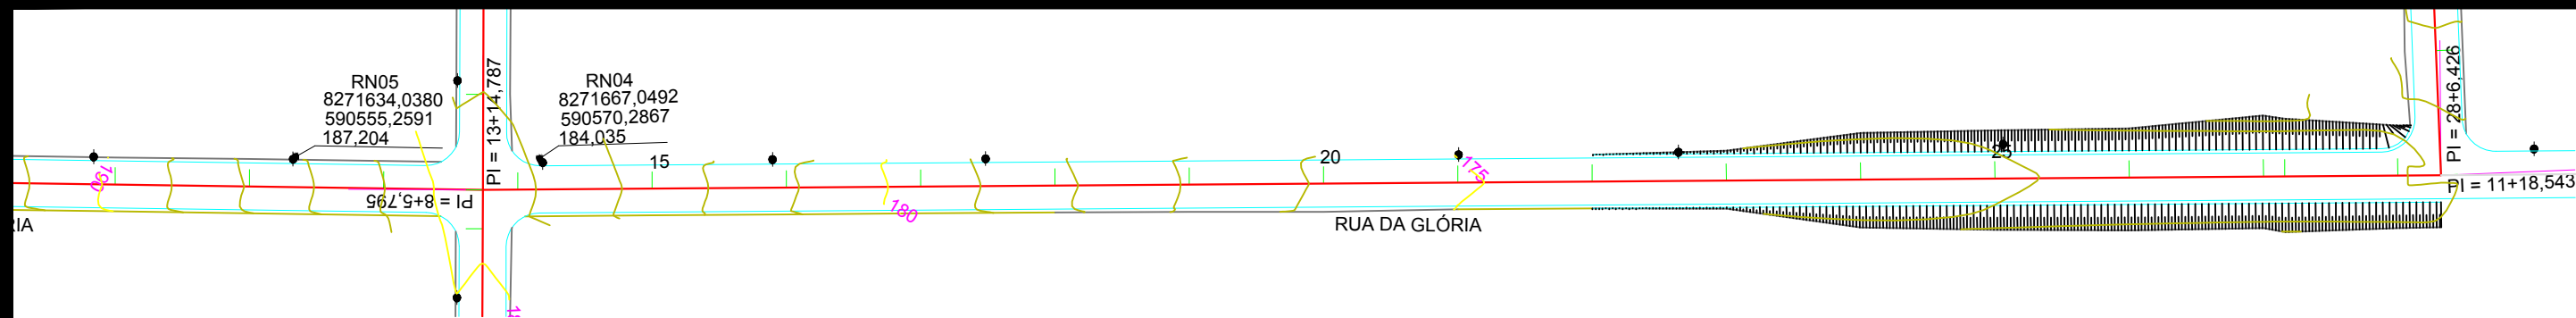 RN05
8271634,0380
590555,2591
187,204
PI = 13+14,787
RN04
8271667,0492
590570,2867
184,035
15
20
175
25
PI = 28+6,426
PI = 11+18,543
190
PI = 8+5,795
180
RUA DA GLÓRIA
RIA